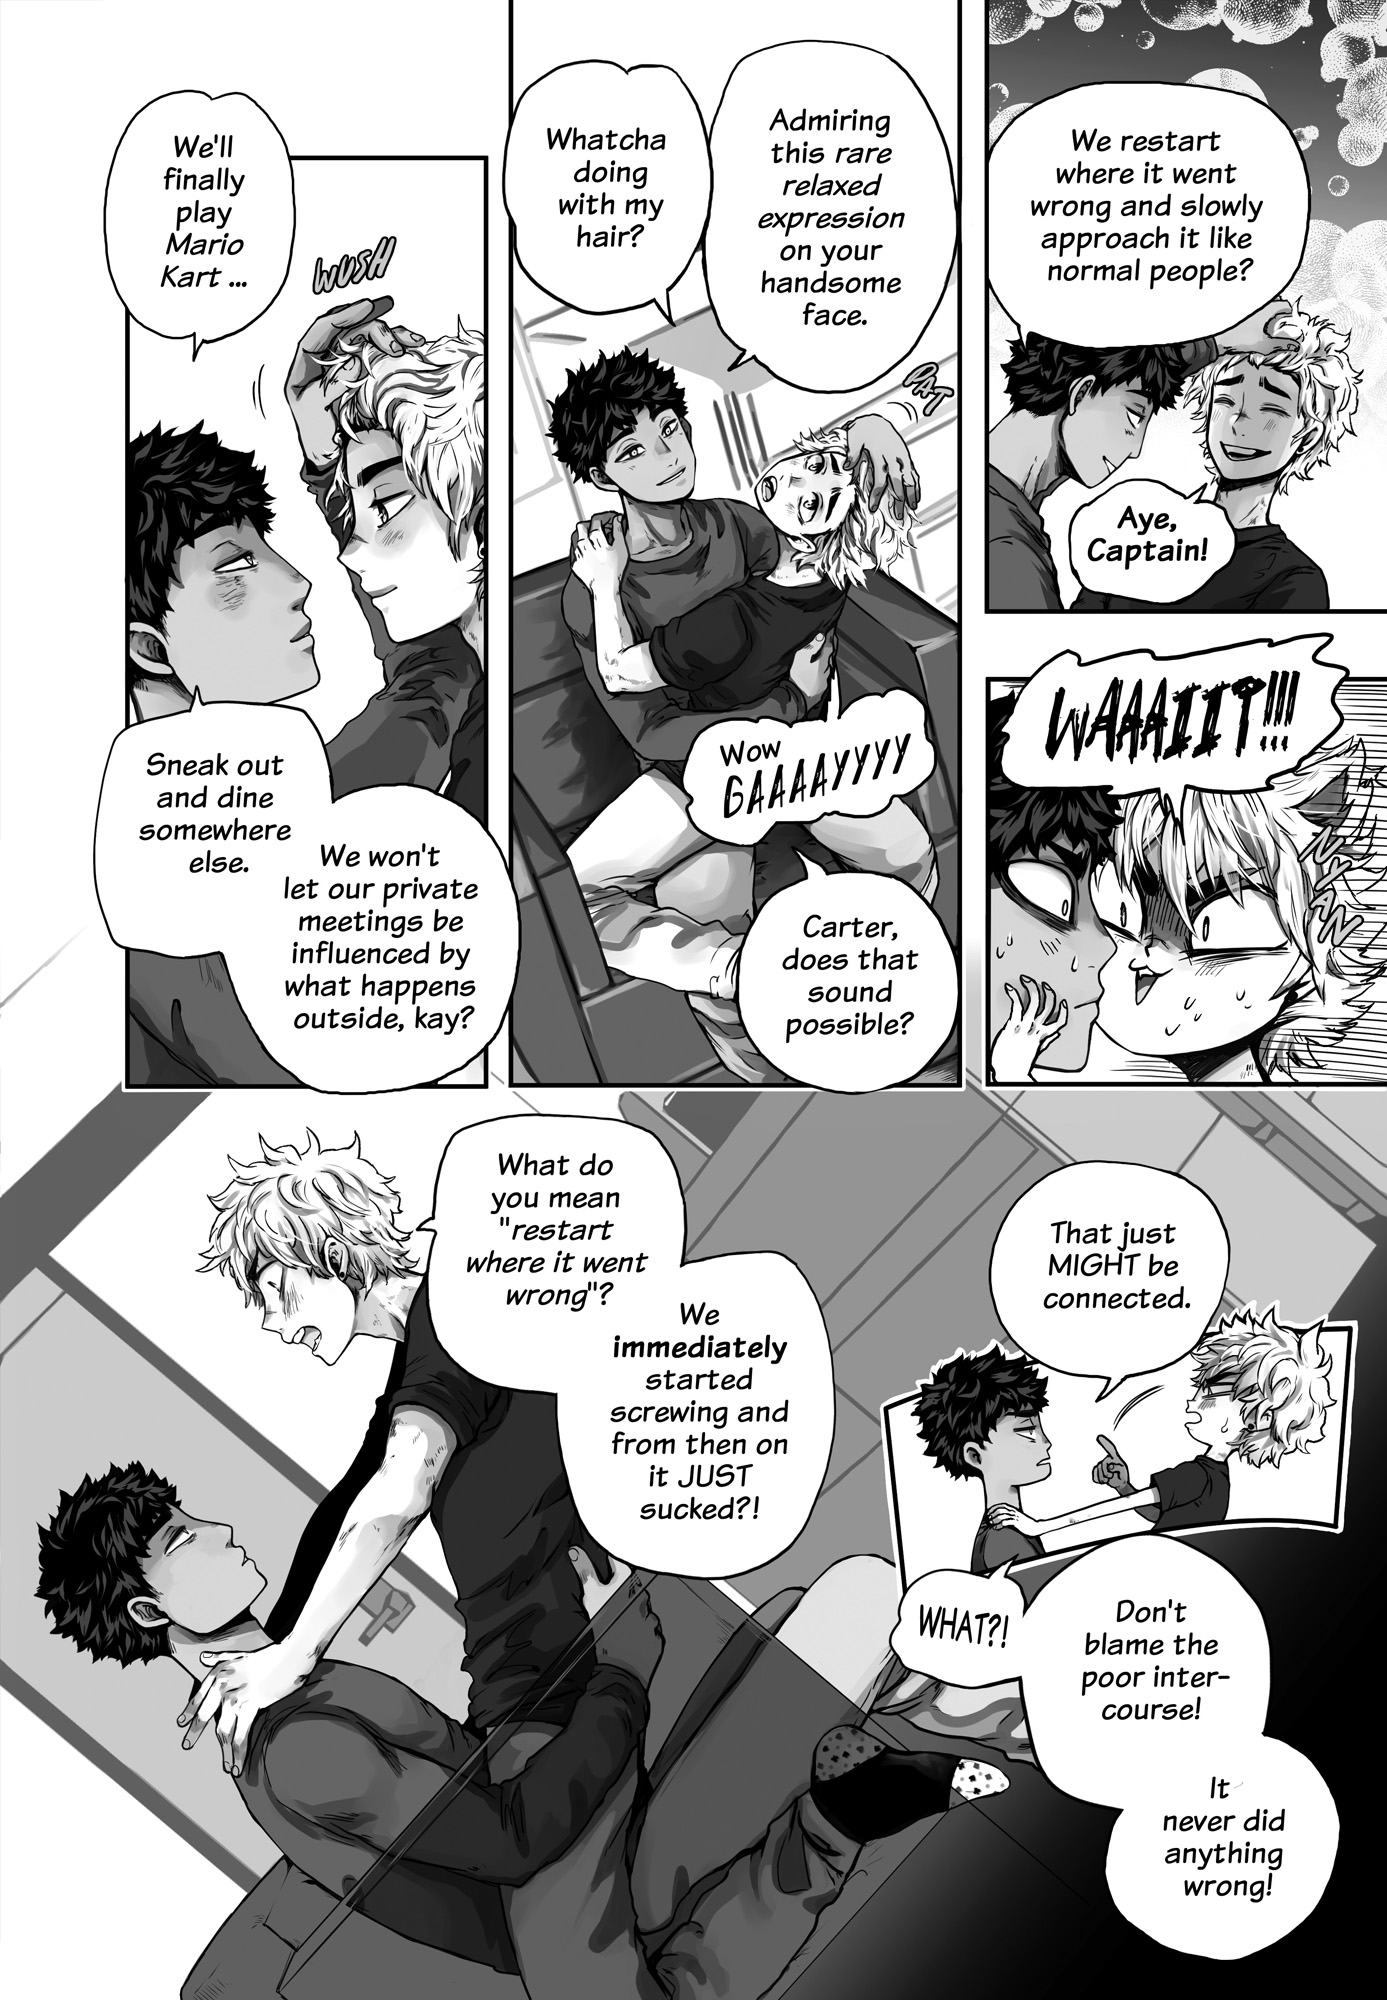 We'll
finally
play
Mario
Kart ...
WUSH
Sneak out
and dine
somewhere
else.
We won't
let our private
meetings be
influenced by
what happens
outside, kay?
Whatcha
doing
with my
hair?
Admiring
this rare
relaxed
expression
on your
handsome
face.
PAT
Wow
GAAAAYYYY
Carter,
does that
sound
possible?
We restart
where it went
wrong and slowly
approach it like
normal people?
Aye,
Captain!
WAAAIIT!!!
NYAN
What do
you mean
"restart
where it went
wrong"?
We
immediately
started
screwing and
from then on
it JUST
sucked?!
That just
MIGHT be
connected.
WHAT?!
Don't
blame the
poor inter-
course!
It
never did
anything
wrong!